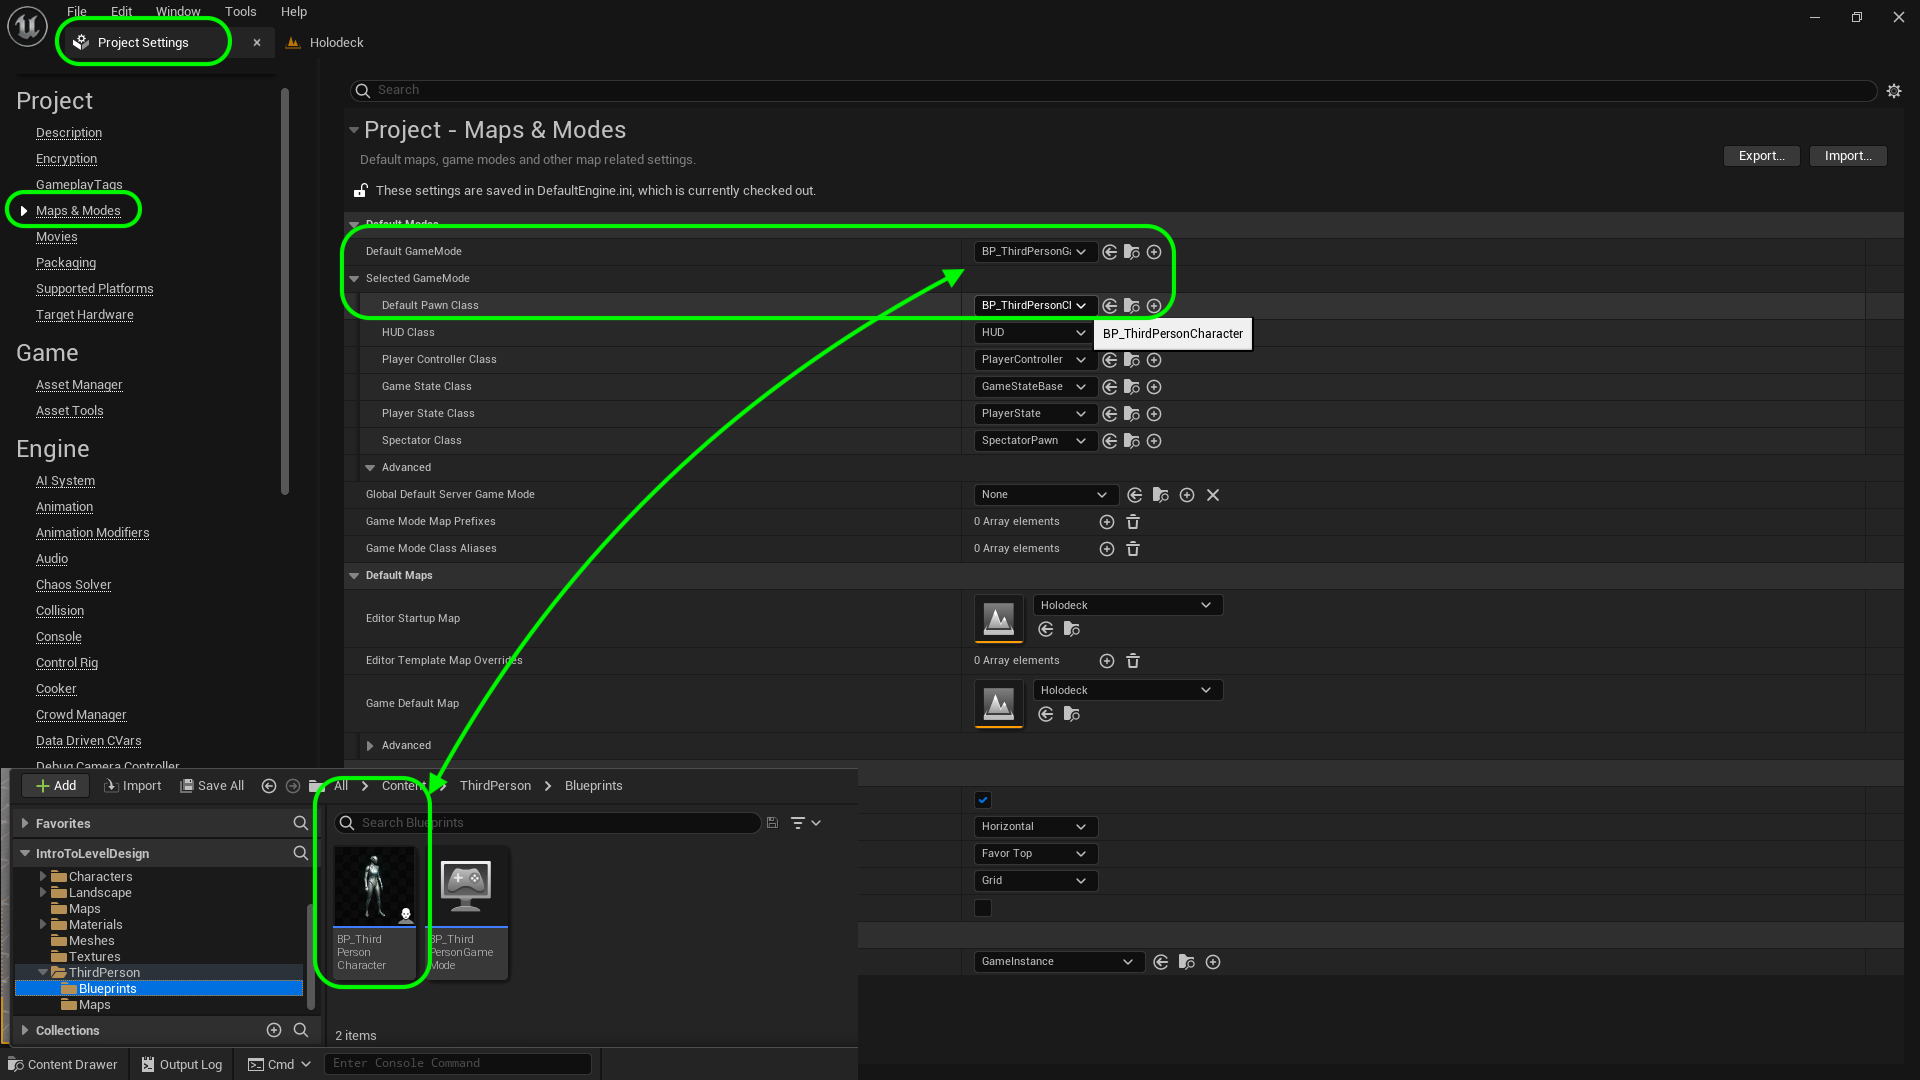 File Edit Window Tools Help
Project Settings
Holodeck
Project
Description
Encryption
GameplayTags
Maps & Modes
Movies
Packaging
Supported Platforms
Target Hardware
Game
Asset Manager
Asset Tools
Engine
AI System
Animation
Animation Modifiers
Audio
Chaos Solver
Collision
Console
Control Rig
Cooker
Crowd Manager
Data Driven CVars
Debug Camera Controller
Search
Project - Maps & Modes
Default maps, game modes and other map related settings.
Export... Import...
These settings are saved in DefaultEngine.ini, which is currently checked out.
Default Modes
Default GameMode BP_ThirdPersonGa
Selected GameMode
Default Pawn Class BP_ThirdPersonCl
HUD Class HUD
BP_ThirdPersonCharacter
Player Controller Class PlayerController
Game State Class GameStateBase
Player State Class PlayerState
Spectator Class SpectatorPawn
Advanced
Global Default Server Game Mode None
Game Mode Map Prefixes 0 Array elements
Game Mode Class Aliases 0 Array elements
Default Maps
Editor Startup Map Holodeck
Editor Template Map Overrides 0 Array elements
Game Default Map Holodeck
Advanced
Horizontal
Favor Top
Grid
GameInstance
Add Import Save All All Content ThirdPerson Blueprints
Favorites
IntroToLevelDesign
Characters
Landscape
Maps
Materials
Meshes
Textures
ThirdPerson
Blueprints
Maps
Collections
Search Blueprints
BP_Third
Person
Character
BP_Third
PersonGame
Mode
2 items
Content Drawer Output Log Cmd Enter Console Command